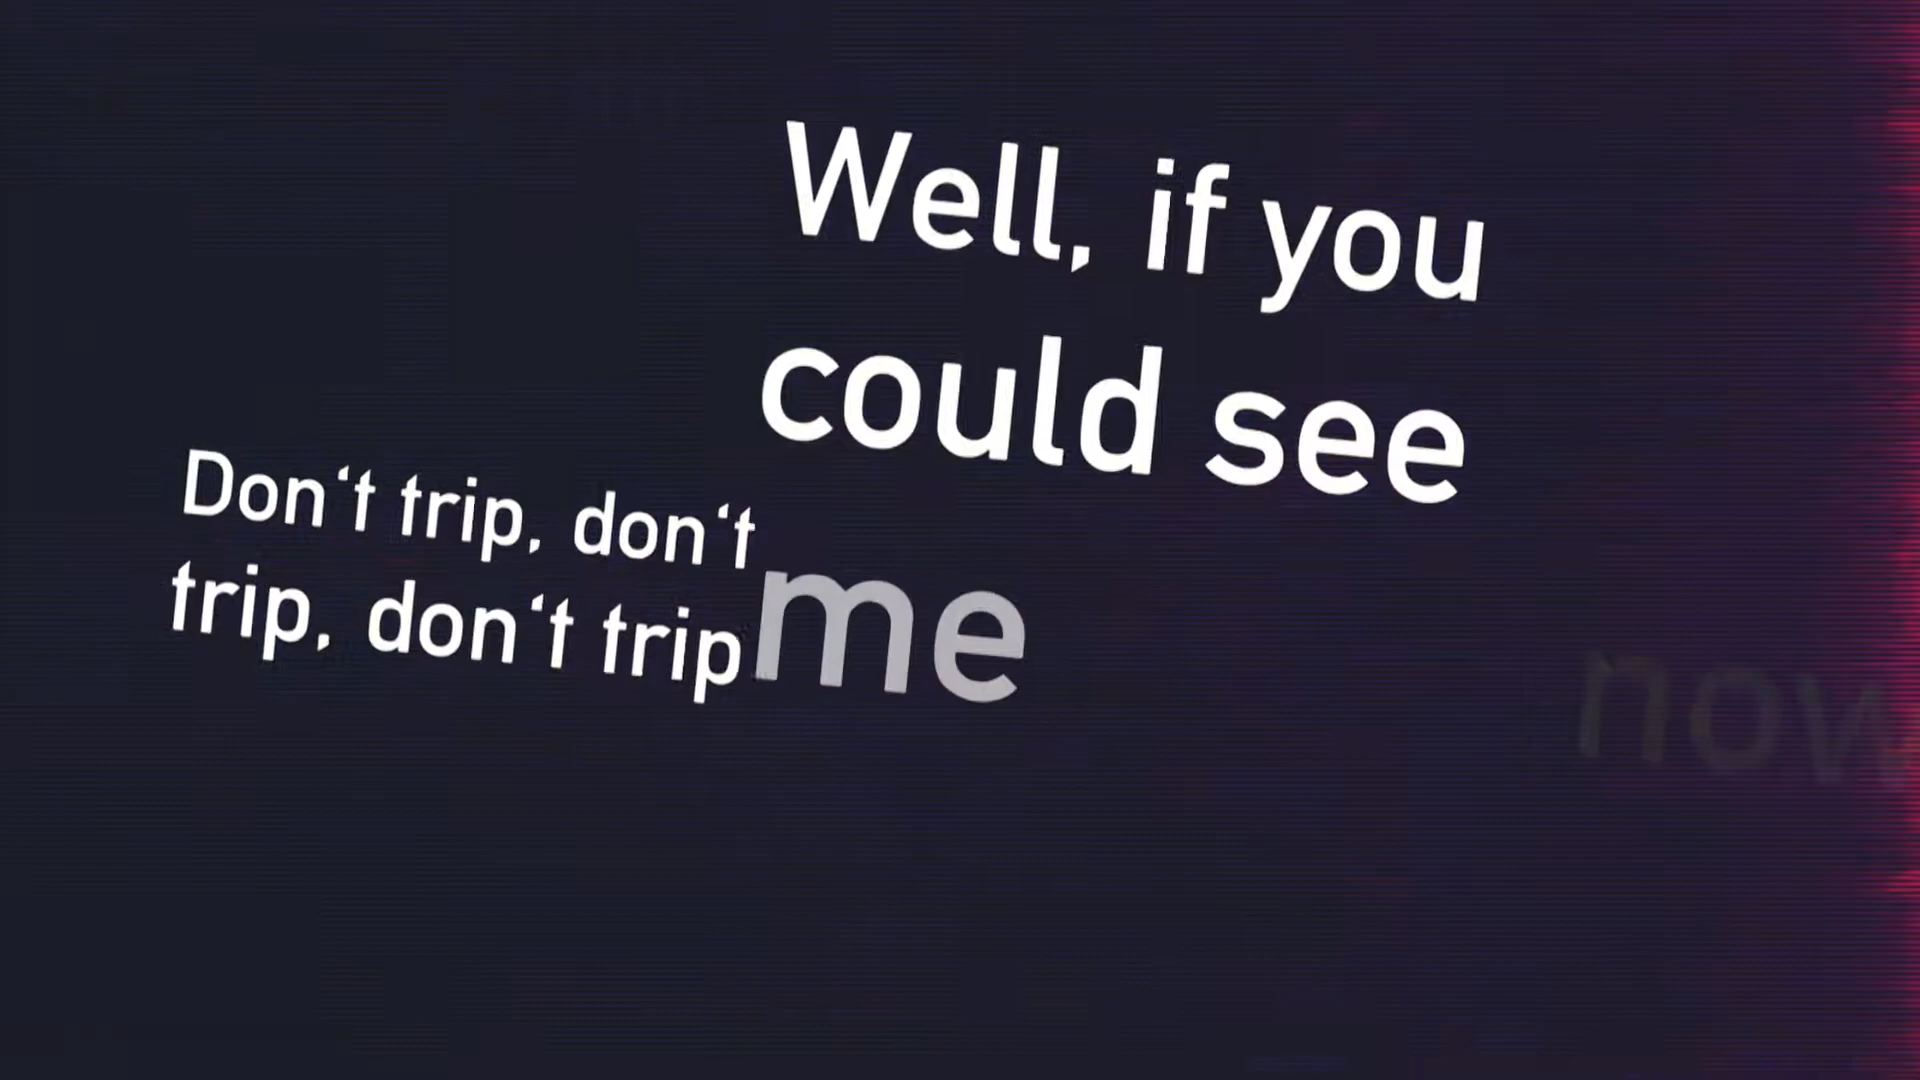 Well, if you
could see
me
Don‘t trip, don‘t
trip, don‘t trip
now